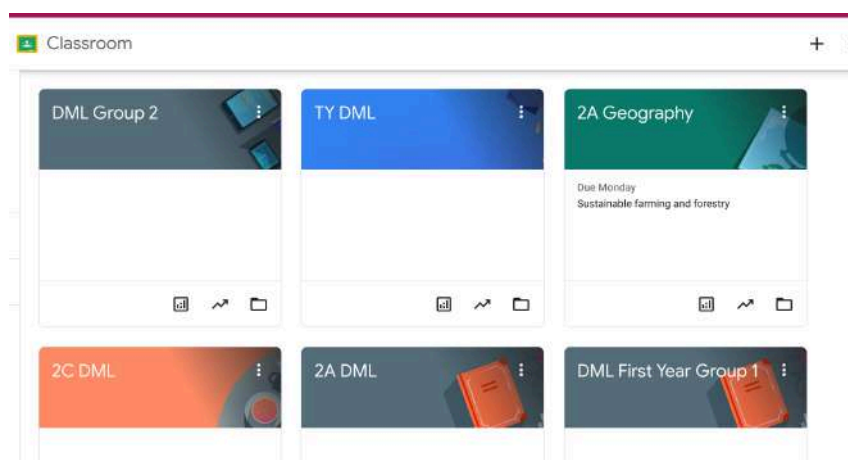 Classroom
DML Group 2
TY DML
2A Geography
Due Monday
Sustainable farming and forestry
2C DML
2A DML
DML First Year Group 1